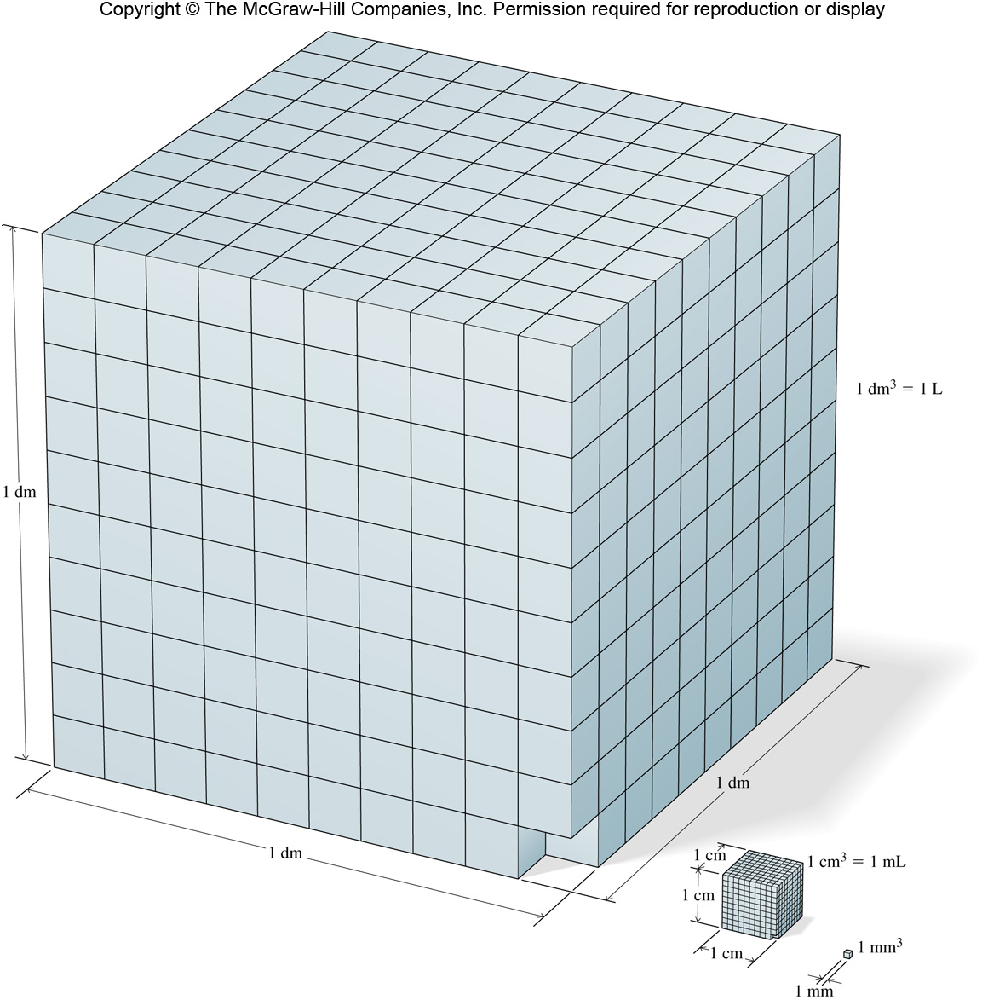 Copyright © The McGraw-Hill Companies, Inc. Permission required for reproduction or display
1 dm³ = 1 L
1 dm
1 dm
1 dm
1 cm
1 cm³ = 1 mL
1 cm
1 cm
1 mm³
1 mm